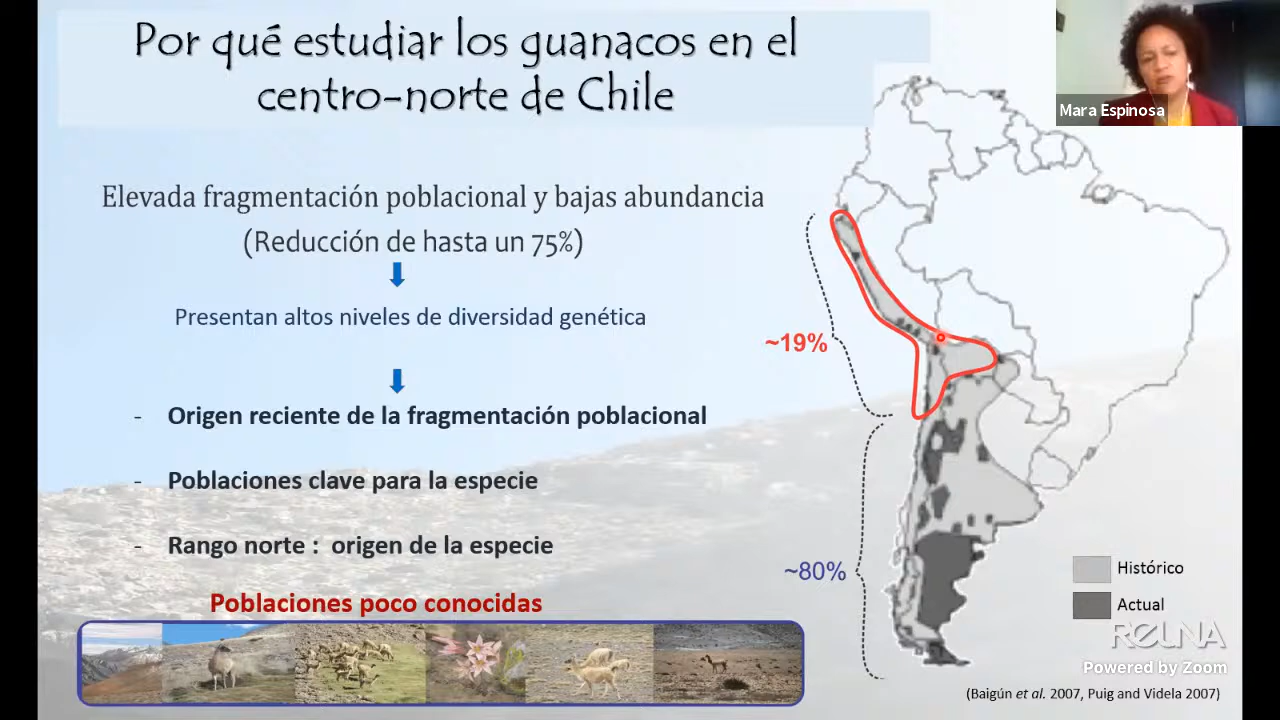 Por qué estudiar los guanacos en el
centro-norte de Chile
Mara Espinosa
Elevada fragmentación poblacional y bajas abundancia
(Reducción de hasta un 75%)
Presentan altos niveles de diversidad genética
~19%
- Origen reciente de la fragmentación poblacional
- Poblaciones clave para la especie
- Rango norte : origen de la especie
~80%
Histórico
Actual
Poblaciones poco conocidas
RELNA
Powered by Zoom
(Baigún et al. 2007, Puig and Videla 2007)